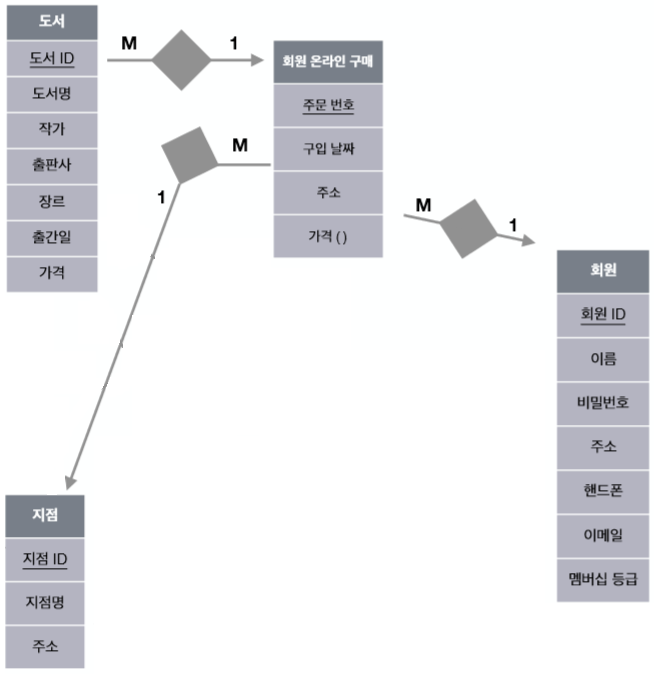 도서
도서 ID
도서명
작가
출판사
장르
출간일
가격
M
1
회원 온라인 구매
주문 번호
구입 날짜
주소
가격 ( )
M
1
M
1
회원
회원 ID
이름
비밀번호
주소
핸드폰
이메일
멤버십 등급
지점
지점 ID
지점명
주소